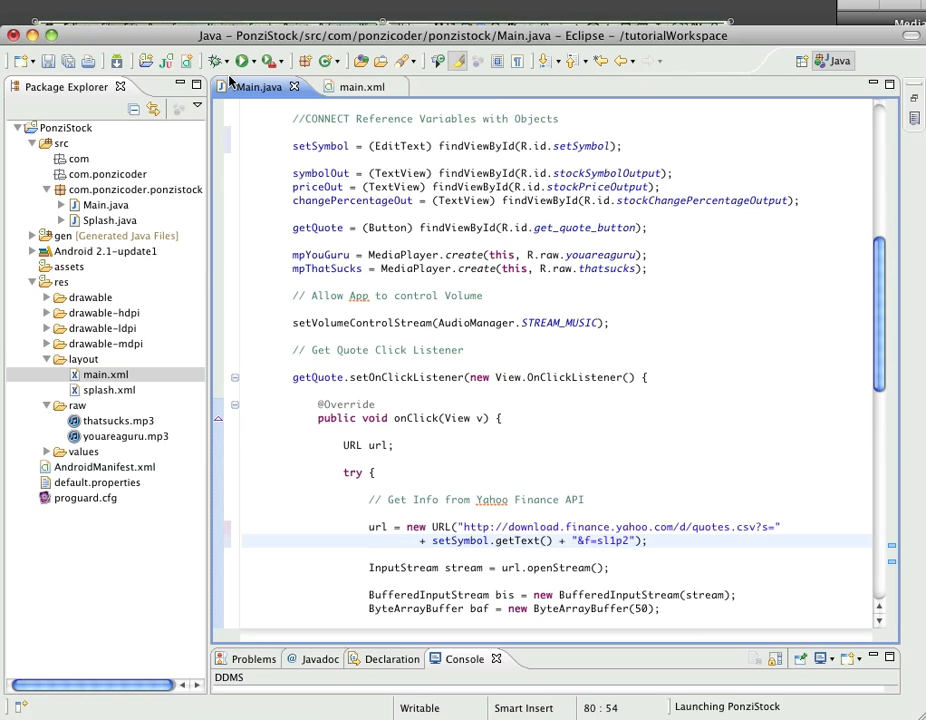 Media
Java - PonziStock/src/com/ponzicoder/ponzistock/Main.java - Eclipse - /tutorialWorkspace
Java
Package Explorer
Main.java
main.xml
PonziStock
src
com
com.ponzicoder
com.ponzicoder.ponzistock
Main.java
Splash.java
gen [Generated Java Files]
Android 2.1-update1
assets
res
drawable
drawable-hdpi
drawable-ldpi
drawable-mdpi
layout
main.xml
splash.xml
raw
thatsucks.mp3
youareaguru.mp3
values
AndroidManifest.xml
default.properties
proguard.cfg
//CONNECT Reference Variables with Objects
setSymbol = (EditText) findViewById(R.id.setSymbol);
symbolOut = (TextView) findViewById(R.id.stockSymbolOutput);
priceOut = (TextView) findViewById(R.id.stockPriceOutput);
changePercentageOut = (TextView) findViewById(R.id.stockChangePercentageOutput);
getQuote = (Button) findViewById(R.id.get_quote_button);
mpYouGuru = MediaPlayer.create(this, R.raw.youareaguru);
mpThatSucks = MediaPlayer.create(this, R.raw.thatsucks);
// Allow App to control Volume
setVolumeControlStream(AudioManager.STREAM_MUSIC);
// Get Quote Click Listener
getQuote.setOnClickListener(new View.OnClickListener() {
@Override
public void onClick(View v) {
URL url;
try {
// Get Info from Yahoo Finance API
url = new URL("http://download.finance.yahoo.com/d/quotes.csv?s="
+ setSymbol.getText() + "&f=sl1p2");
InputStream stream = url.openStream();
BufferedInputStream bis = new BufferedInputStream(stream);
ByteArrayBuffer baf = new ByteArrayBuffer(50);
Problems
Javadoc
Declaration
Console
DDMS
Writable
Smart Insert
80 : 54
Launching PonziStock